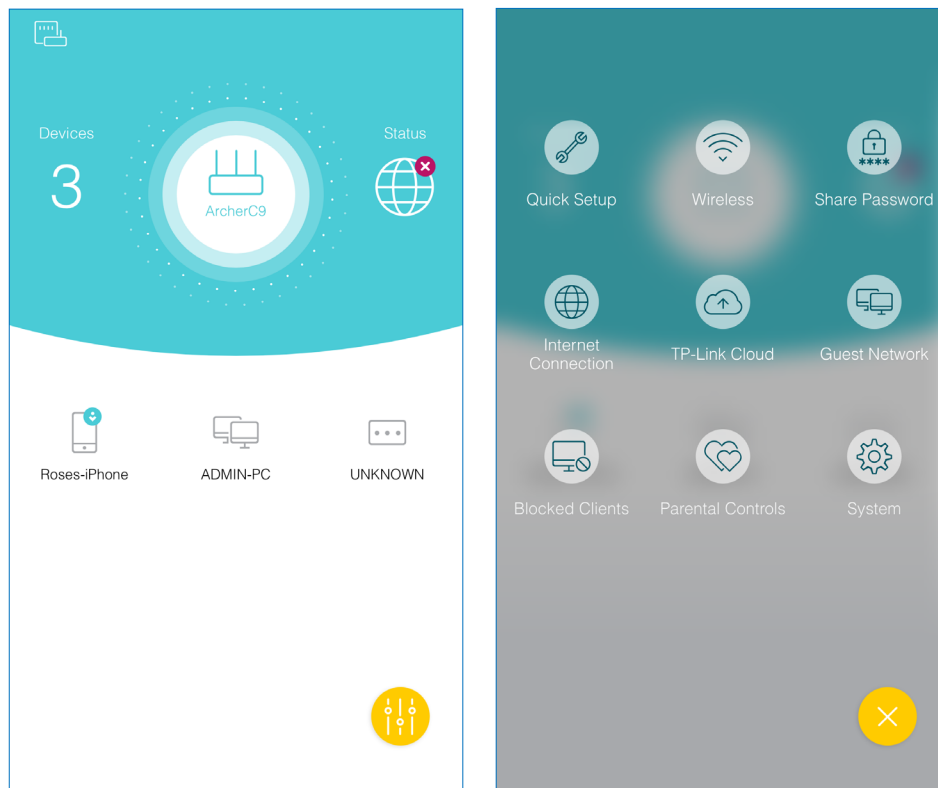 Devices
3
Status
ArcherC9
Roses-iPhone
ADMIN-PC
UNKNOWN
Quick Setup
Wireless
****
Share Password
Internet
Connection
TP-Link Cloud
Guest Network
Blocked Clients
Parental Controls
System